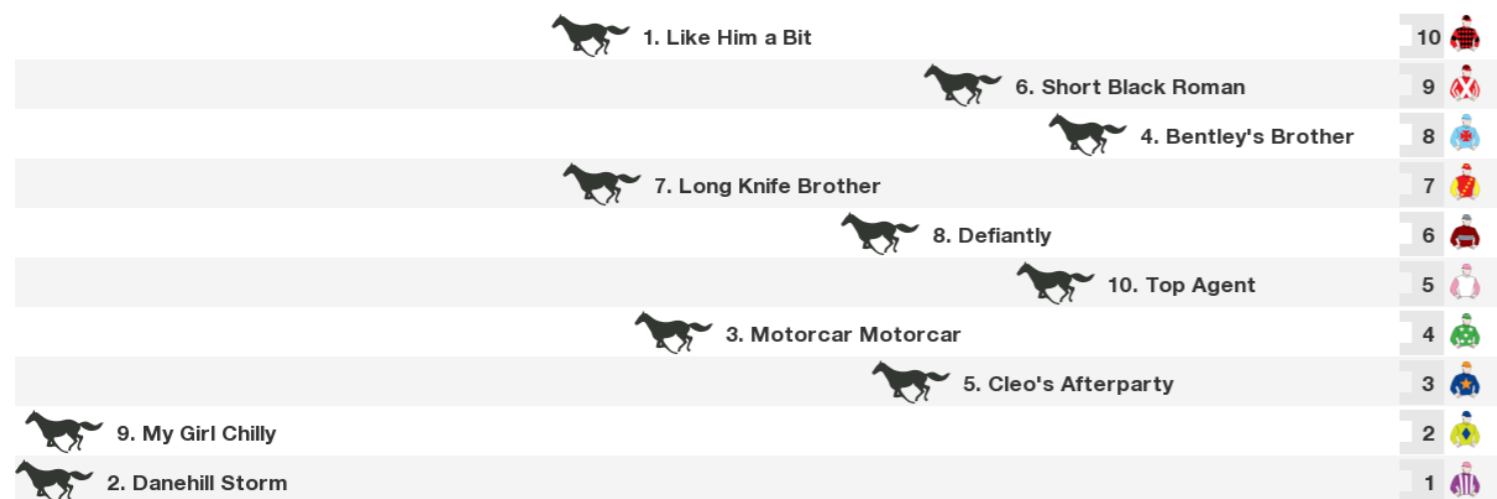 1. Like Him a Bit 10
6. Short Black Roman 9
4. Bentley's Brother 8
7. Long Knife Brother 7
8. Defiantly 6
10. Top Agent 5
3. Motorcar Motorcar 4
5. Cleo's Afterparty 3
9. My Girl Chilly 2
2. Danehill Storm 1